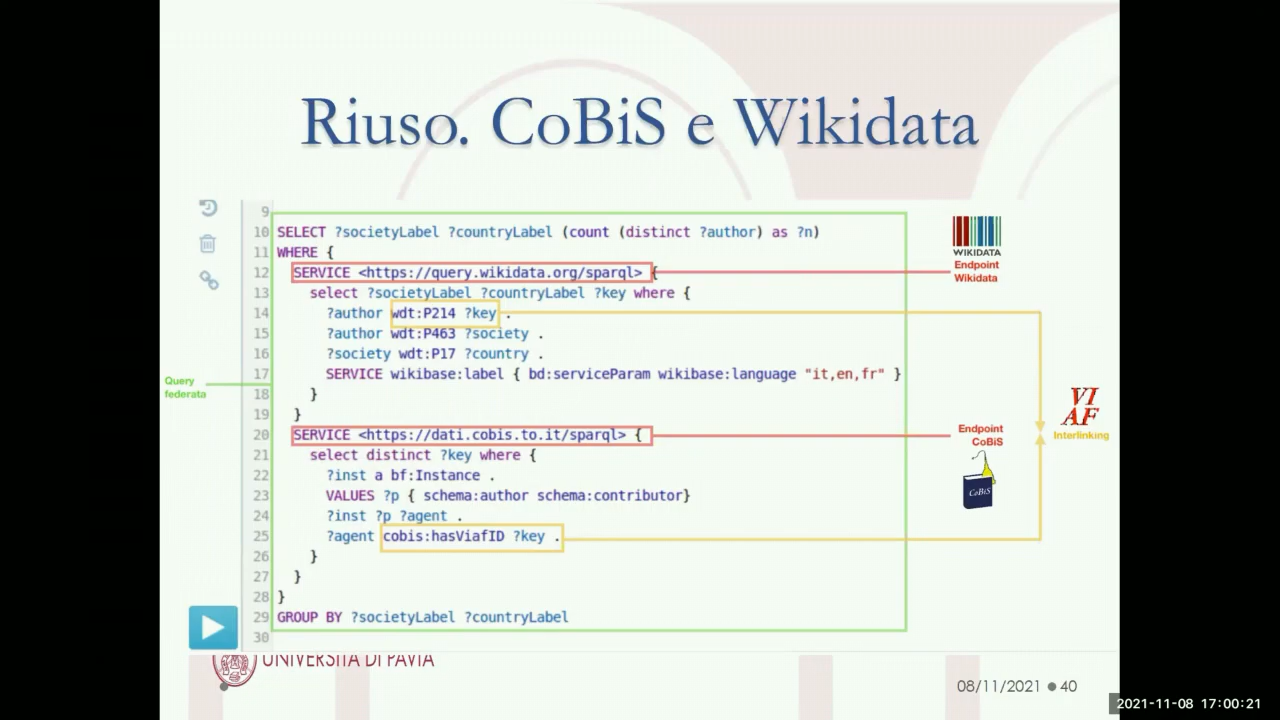 Riuso. CoBiS e Wikidata
9
10 SELECT ?societyLabel ?countryLabel (count (distinct ?author) as ?n)
11 WHERE {
12 SERVICE <https://query.wikidata.org/sparql> {
13 select ?societyLabel ?countryLabel ?key where {
14 ?author wdt:P214 ?key .
15 ?author wdt:P463 ?society .
16 ?society wdt:P17 ?country .
17 SERVICE wikibase:label { bd:serviceParam wikibase:language "it,en,fr" }
18 }
19 }
20 SERVICE <https://dati.cobis.to.it/sparql> {
21 select distinct ?key where {
22 ?inst a bf:Instance .
23 VALUES ?p { schema:author schema:contributor}
24 ?inst ?p ?agent .
25 ?agent cobis:hasViafID ?key .
26 }
27 }
28 }
29 GROUP BY ?societyLabel ?countryLabel
30
Query
federata
WIKIDATA
Endpoint
Wikidata
VI
AF
Interlinking
Endpoint
CoBiS
CoBiS
UNIVERSITÀ DI PAVIA
08/11/2021 ● 40
2021-11-08 17:00:21